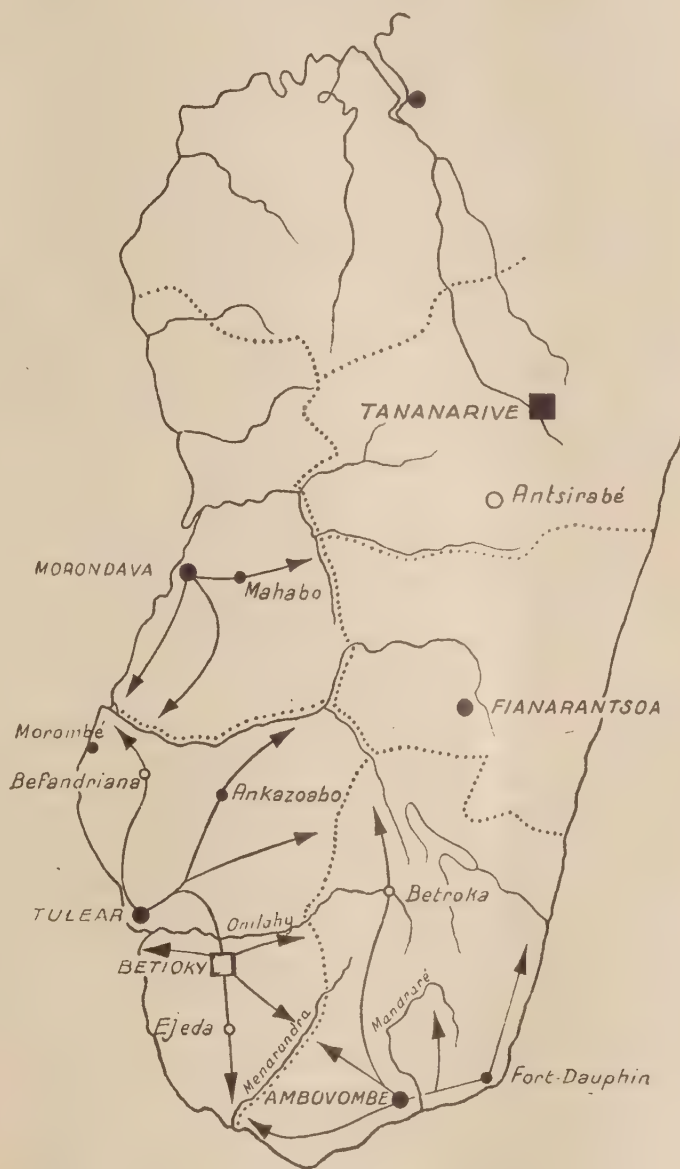 TANANARIVE
Antsirabé
MORONDAVA
Mahabo
FIANARANTSOA
Morombé
Befandriana
Ankazoabo
TULEAR
Onilahy
Betroka
BETIOKY
Ejeda
Menarandra
Mandraré
AMBOVOMBE
Fort-Dauphin